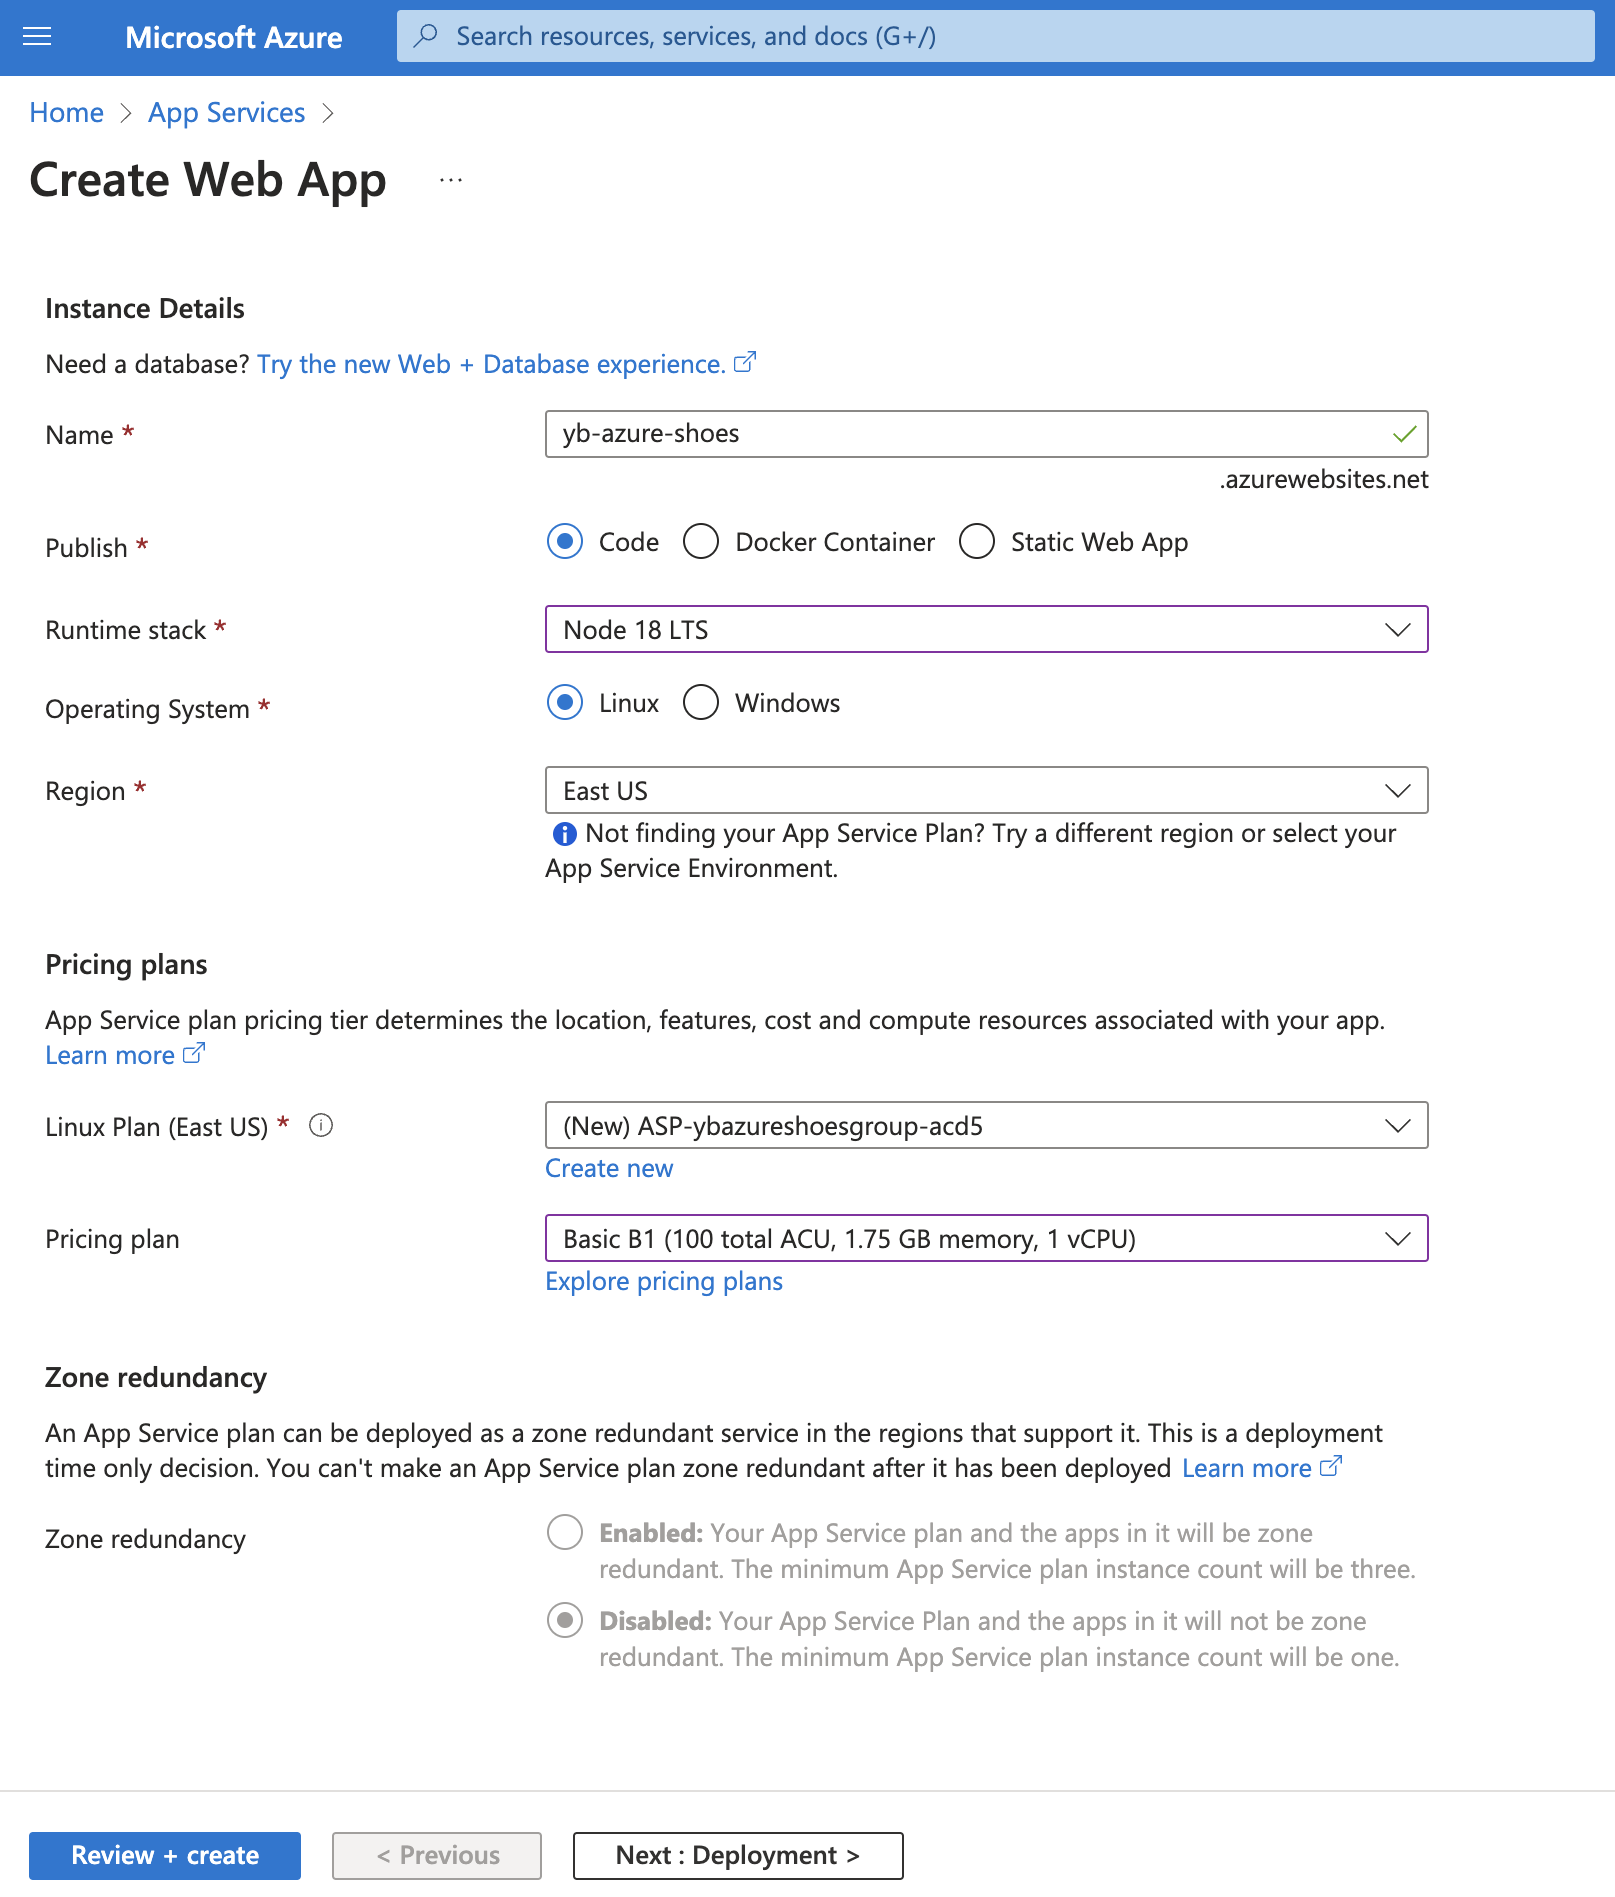 Microsoft Azure
Search resources, services, and docs (G+/)
Home > App Services >
Create Web App ...
Instance Details
Need a database? Try the new Web + Database experience.
Name *
yb-azure-shoes
.azurewebsites.net
Publish *
Code Docker Container Static Web App
Runtime stack *
Node 18 LTS
Operating System *
Linux Windows
Region *
East US
Not finding your App Service Plan? Try a different region or select your
App Service Environment.
Pricing plans
App Service plan pricing tier determines the location, features, cost and compute resources associated with your app.
Learn more
Linux Plan (East US) *
(New) ASP-ybazureshoesgroup-acd5
Create new
Pricing plan
Basic B1 (100 total ACU, 1.75 GB memory, 1 vCPU)
Explore pricing plans
Zone redundancy
An App Service plan can be deployed as a zone redundant service in the regions that support it. This is a deployment
time only decision. You can't make an App Service plan zone redundant after it has been deployed Learn more
Zone redundancy
Enabled: Your App Service plan and the apps in it will be zone
redundant. The minimum App Service plan instance count will be three.
Disabled: Your App Service Plan and the apps in it will not be zone
redundant. The minimum App Service plan instance count will be one.
Review + create
< Previous
Next : Deployment >